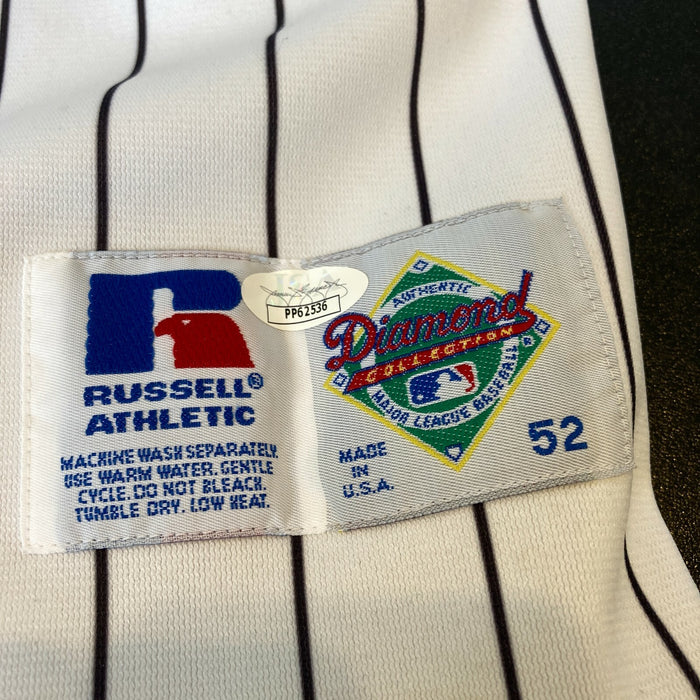 RUSSELL®
ATHLETIC
MACHINE WASH SEPARATELY.
USE WARM WATER. GENTLE
CYCLE. DO NOT BLEACH.
TUMBLE DRY. LOW HEAT.
PP62536
AUTHENTIC
Diamond
COLLECTION
MAJOR LEAGUE BASEBALL®
MADE
IN
U.S.A.
52